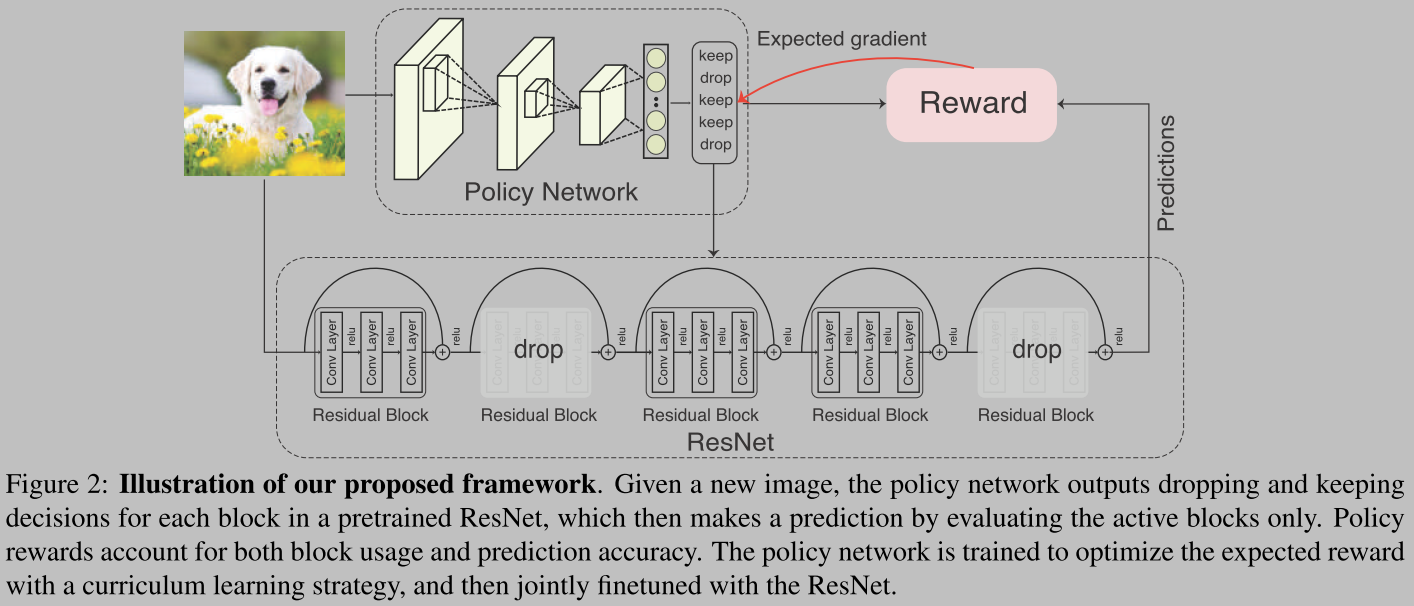 Expected gradient
keep
drop
keep
keep
drop
Reward
Policy Network
Predictions
Conv Layer
relu
Conv Layer
relu
Conv Layer
relu
drop
relu
Conv Layer
relu
Conv Layer
relu
Conv Layer
relu
Conv Layer
relu
Conv Layer
relu
Conv Layer
relu
drop
relu
Residual Block
Residual Block
Residual Block
Residual Block
Residual Block
ResNet
Figure 2: Illustration of our proposed framework. Given a new image, the policy network outputs dropping and keeping
decisions for each block in a pretrained ResNet, which then makes a prediction by evaluating the active blocks only. Policy
rewards account for both block usage and prediction accuracy. The policy network is trained to optimize the expected reward
with a curriculum learning strategy, and then jointly finetuned with the ResNet.